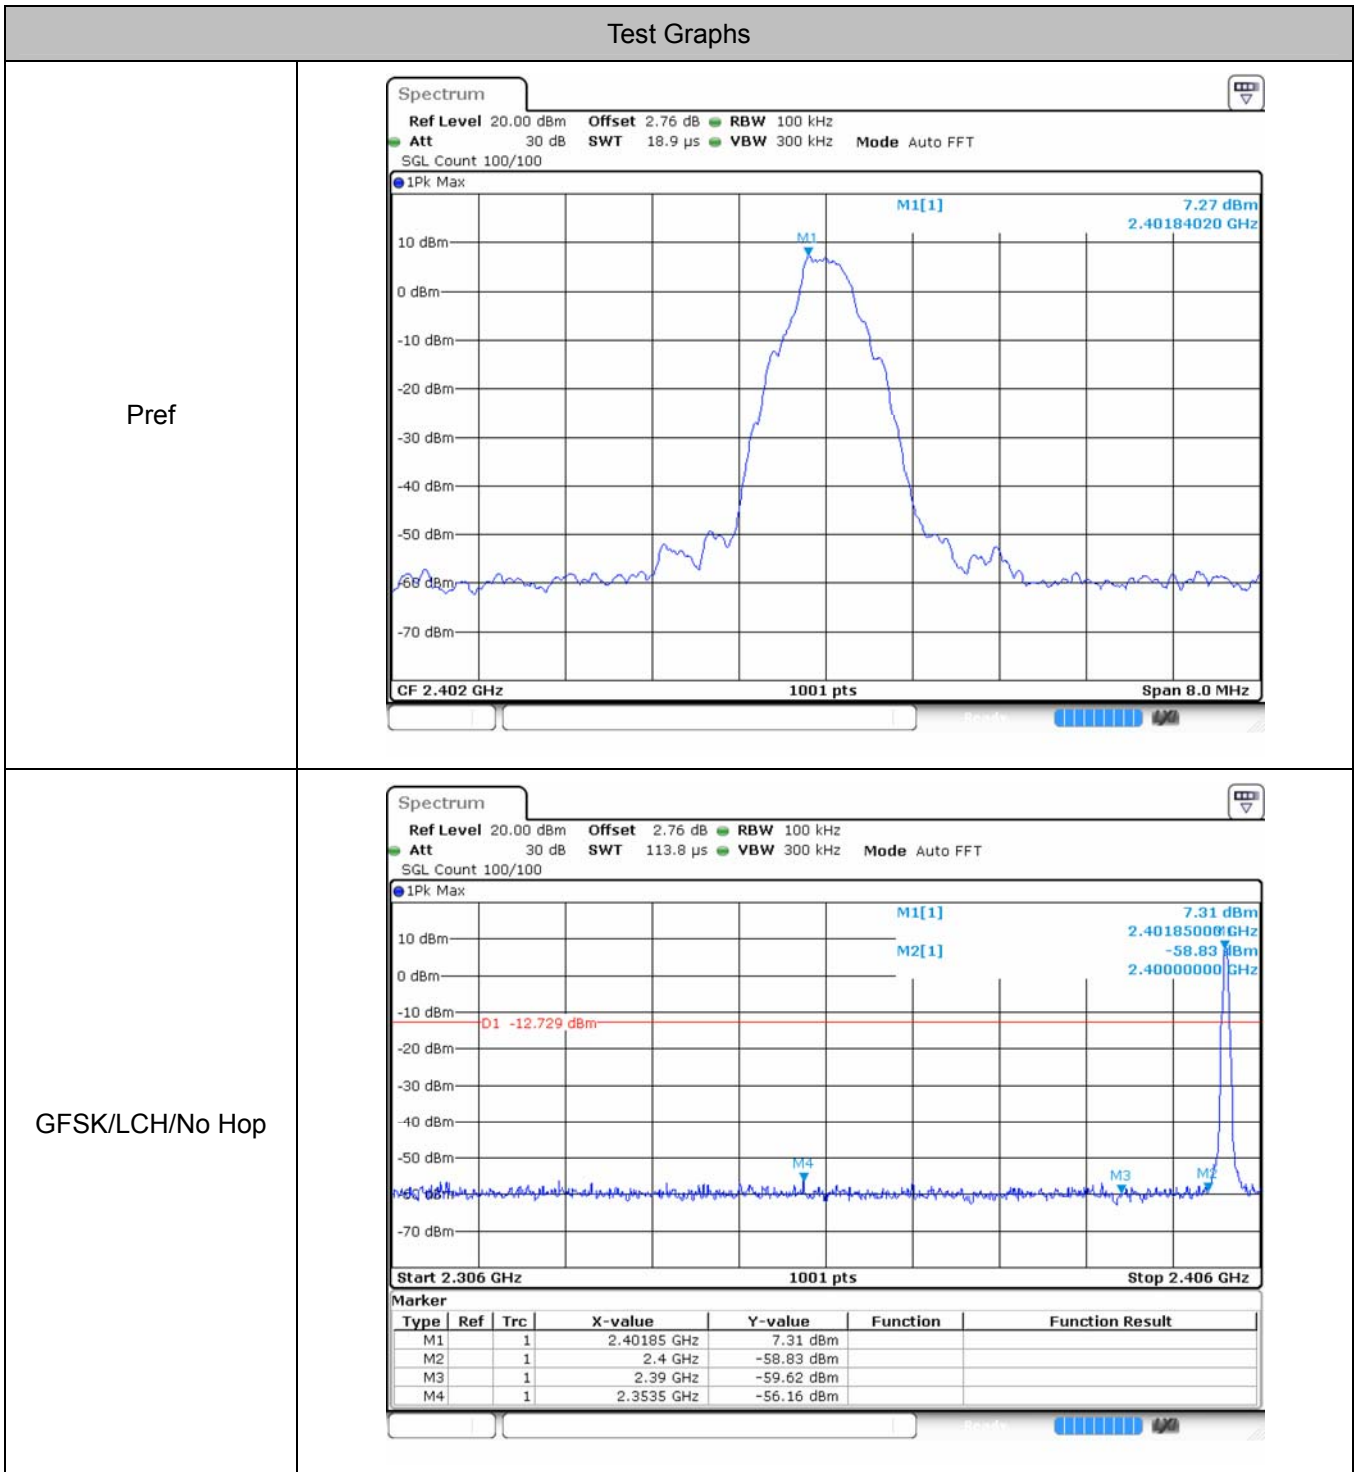 Test Graphs
Pref
Spectrum
Ref Level 20.00 dBm Offset 2.76 dB RBW 100 kHz
Att 30 dB SWT 18.9 µs VBW 300 kHz Mode Auto FFT
SGL Count 100/100
1Pk Max
M1[1] 7.27 dBm
2.40184020 GHz
M1
10 dBm
0 dBm
-10 dBm
-20 dBm
-30 dBm
-40 dBm
-50 dBm
-60 dBm
-70 dBm
CF 2.402 GHz 1001 pts Span 8.0 MHz
Ready
GFSK/LCH/No Hop
Spectrum
Ref Level 20.00 dBm Offset 2.76 dB RBW 100 kHz
Att 30 dB SWT 113.8 µs VBW 300 kHz Mode Auto FFT
SGL Count 100/100
1Pk Max
M1[1] 7.31 dBm
2.40185000 GHz
M2[1] -58.83 dBm
2.40000000 GHz
10 dBm
0 dBm
-10 dBm
D1 -12.729 dBm
-20 dBm
-30 dBm
-40 dBm
-50 dBm
M4
M3
M2
-60 dBm
-70 dBm
Start 2.306 GHz 1001 pts Stop 2.406 GHz
Marker
Type Ref Trc X-value Y-value Function Function Result
M1 1 2.40185 GHz 7.31 dBm
M2 1 2.4 GHz -58.83 dBm
M3 1 2.39 GHz -59.62 dBm
M4 1 2.3535 GHz -56.16 dBm
Ready